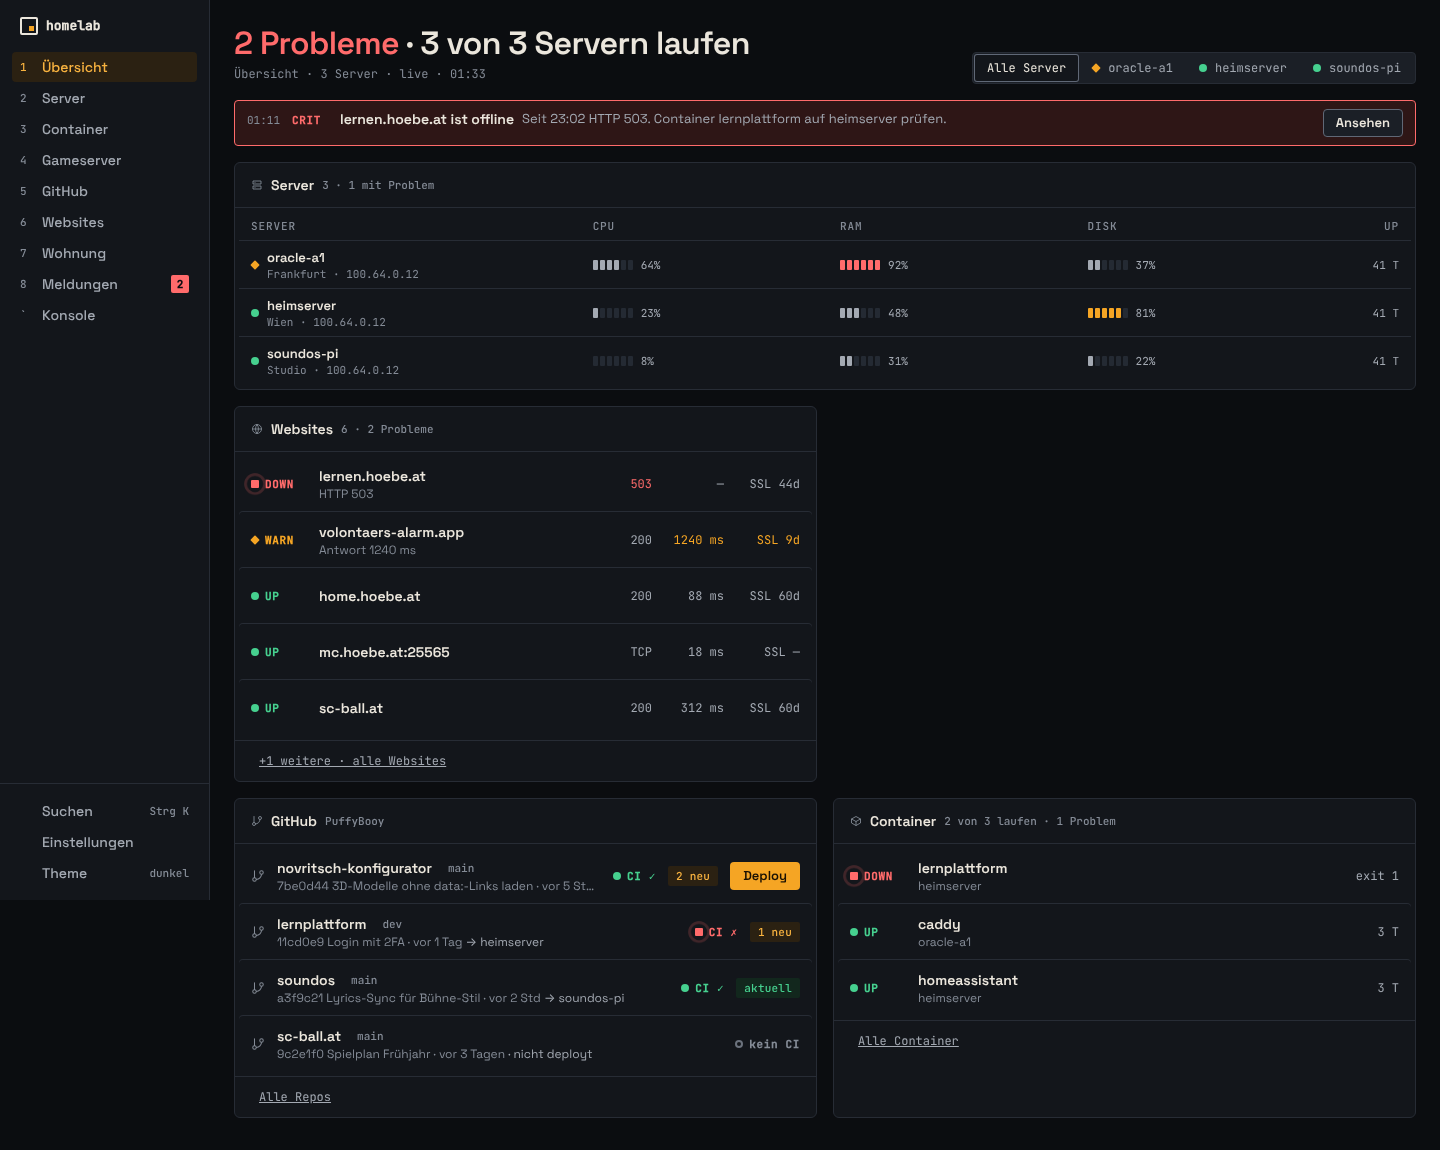 homelab
1 Übersicht
2 Server
3 Container
4 Gameserver
5 GitHub
6 Websites
7 Wohnung
8 Meldungen 2
` Konsole
Suchen Strg K
Einstellungen
Theme dunkel
2 Probleme · 3 von 3 Servern laufen
Übersicht · 3 Server · live · 01:33
Alle Server oracle-a1 heimserver soundos-pi
01:11 CRIT lernen.hoebe.at ist offline Seit 23:02 HTTP 503. Container lernplattform auf heimserver prüfen. Ansehen
Server 3 · 1 mit Problem
SERVER CPU RAM DISK UP
oracle-a1 64% 92% 37% 41 T
Frankfurt · 100.64.0.12
heimserver 23% 48% 81% 41 T
Wien · 100.64.0.12
soundos-pi 8% 31% 22% 41 T
Studio · 100.64.0.12
Websites 6 · 2 Probleme
DOWN lernen.hoebe.at 503 — SSL 44d
HTTP 503
WARN volontaers-alarm.app 200 1240 ms SSL 9d
Antwort 1240 ms
UP home.hoebe.at 200 88 ms SSL 60d
UP mc.hoebe.at:25565 TCP 18 ms SSL —
UP sc-ball.at 200 312 ms SSL 60d
+1 weitere · alle Websites
GitHub PuffyBooy
novritsch-konfigurator main CI ✓ 2 neu Deploy
7be0d44 3D-Modelle ohne data:-Links laden · vor 5 St…
lernplattform dev CI ✗ 1 neu
11cd0e9 Login mit 2FA · vor 1 Tag → heimserver
soundos main CI ✓ aktuell
a3f9c21 Lyrics-Sync für Bühne-Stil · vor 2 Std → soundos-pi
sc-ball.at main kein CI
9c2e1f0 Spielplan Frühjahr · vor 3 Tagen · nicht deployt
Alle Repos
Container 2 von 3 laufen · 1 Problem
DOWN lernplattform exit 1
heimserver
UP caddy 3 T
oracle-a1
UP homeassistant 3 T
heimserver
Alle Container